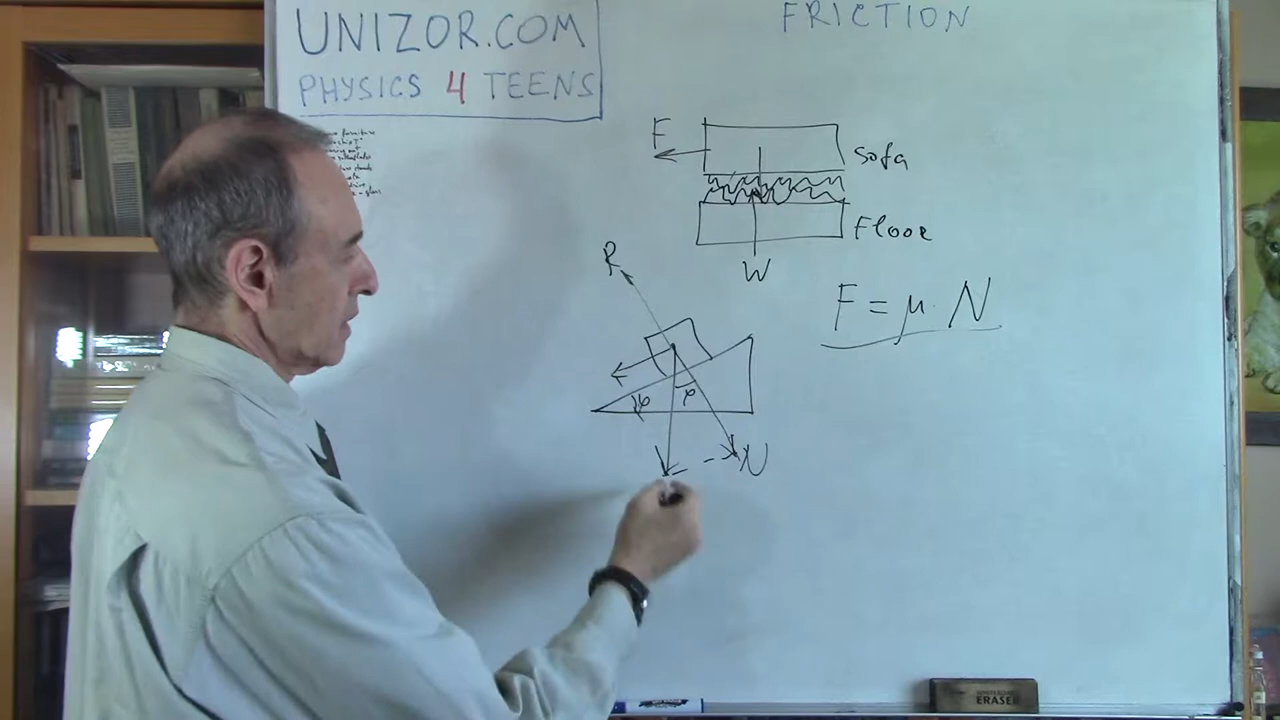 UNIZOR.COM
PHYSICS 4 TEENS
FRICTION
F
Sofa
Floor
W
F = μ · N
R
φ
φ
N
ERASER